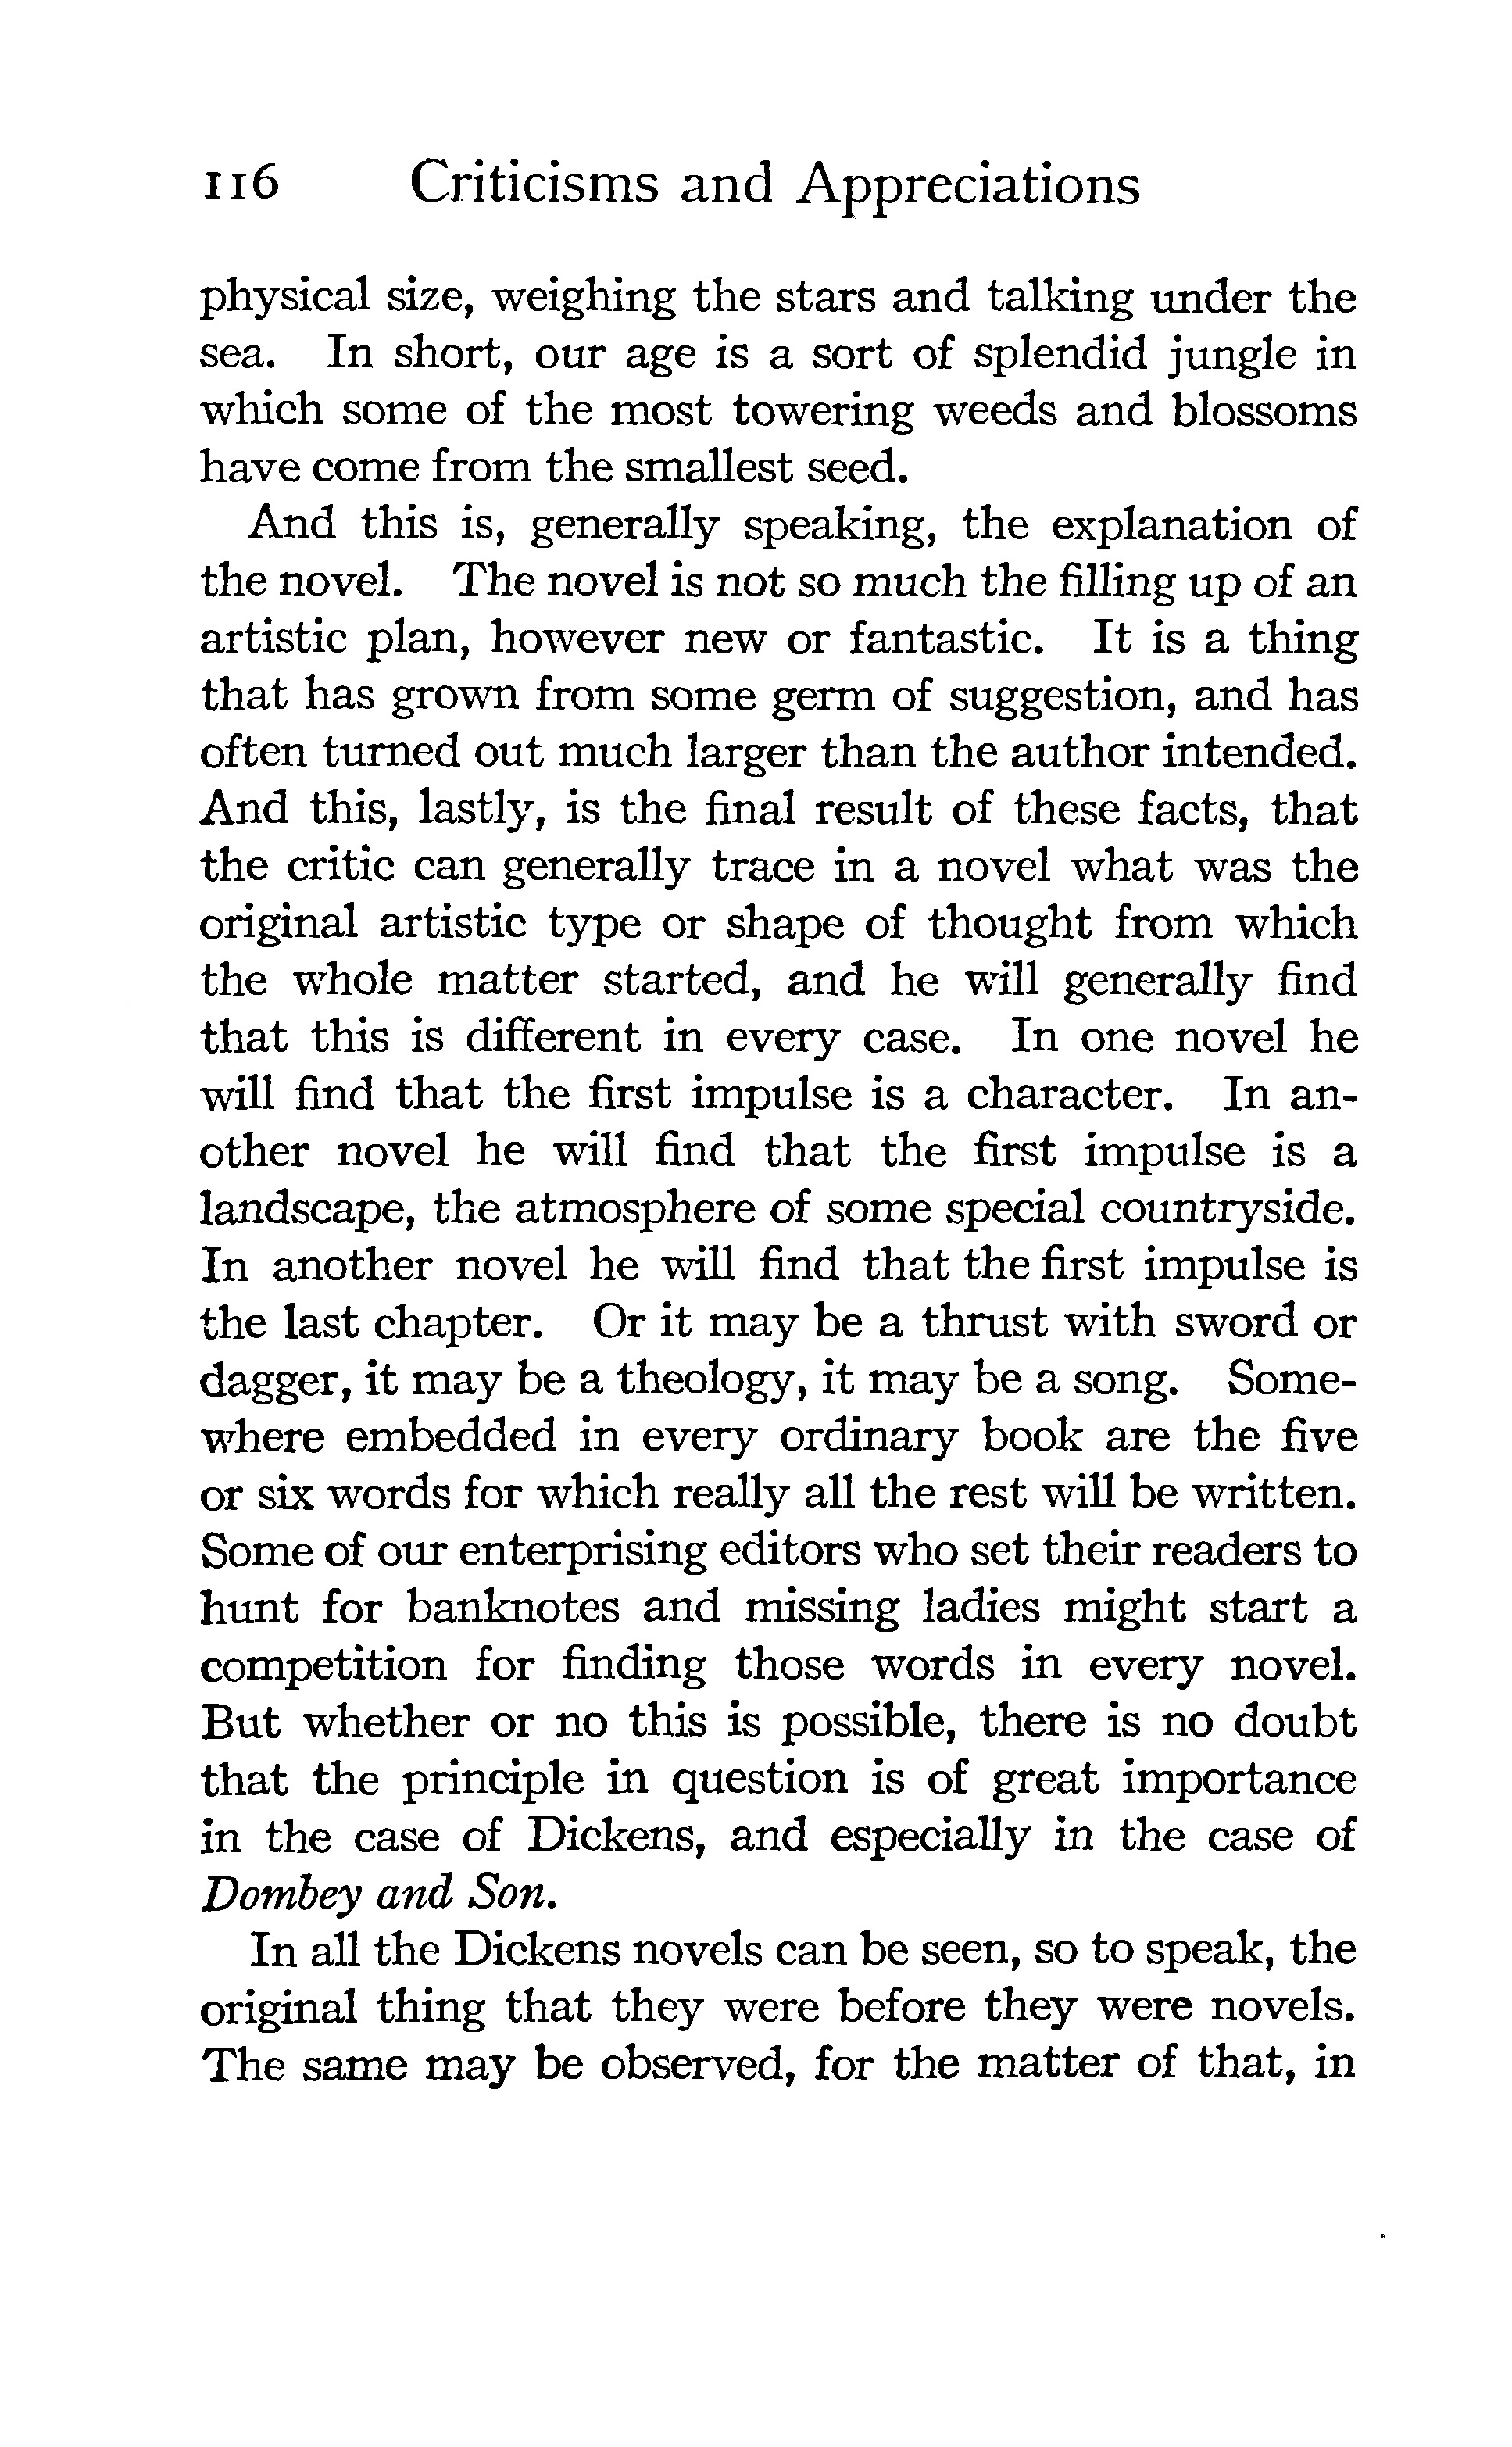 116 Criticisms and Appreciations
physical size, weighing the stars and talking under the
sea. In short, our age is a sort of splendid jungle in
which some of the most towering weeds and blossoms
have come from the smallest seed.
And this is, generally speaking, the explanation of
the novel. The novel is not so much the filling up of an
artistic plan, however new or fantastic. It is a thing
that has grown from some germ of suggestion, and has
often turned out much larger than the author intended.
And this, lastly, is the final result of these facts, that
the critic can generally trace in a novel what was the
original artistic type or shape of thought from which
the whole matter started, and he will generally find
that this is different in every case. In one novel he
will find that the first impulse is a character. In an-
other novel he will find that the first impulse is a
landscape, the atmosphere of some special countryside.
In another novel he will find that the first impulse is
the last chapter. Or it may be a thrust with sword or
dagger, it may be a theology, it may be a song. Some-
where embedded in every ordinary book are the five
or six words for which really all the rest will be written.
Some of our enterprising editors who set their readers to
hunt for banknotes and missing ladies might start a
competition for finding those words in every novel.
But whether or no this is possible, there is no doubt
that the principle in question is of great importance
in the case of Dickens, and especially in the case of
Dombey and Son.
In all the Dickens novels can be seen, so to speak, the
original thing that they were before they were novels.
The same may be observed, for the matter of that, in